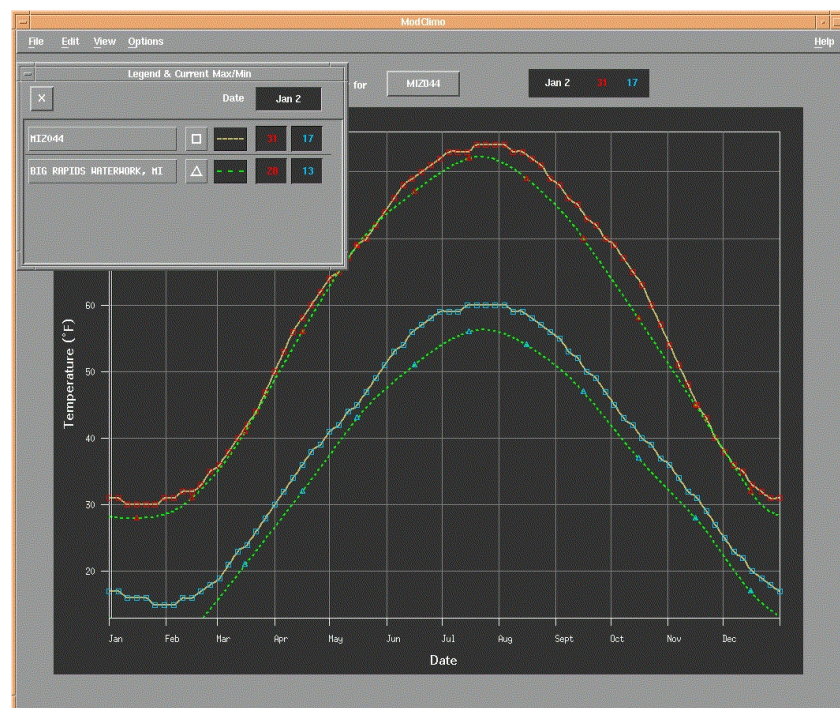 ModClimo
File Edit View Options Help
Legend & Current Max/Min
for MIZ044 Jan 2 31 17
X Date Jan 2
MIZ044 31 17
BIG RAPIDS WATERWORK, MI 28 13
60
50
40
30
20
Temperature (°F)
Jan Feb Mar Apr May Jun Jul Aug Sept Oct Nov Dec
Date